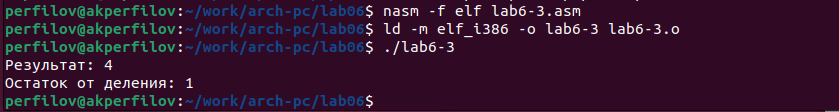 perfilov@akperfilov:~/work/arch-pc/lab06$ nasm -f elf lab6-3.asm
perfilov@akperfilov:~/work/arch-pc/lab06$ ld -m elf_i386 -o lab6-3 lab6-3.o
perfilov@akperfilov:~/work/arch-pc/lab06$ ./lab6-3
Результат: 4
Остаток от деления: 1
perfilov@akperfilov:~/work/arch-pc/lab06$